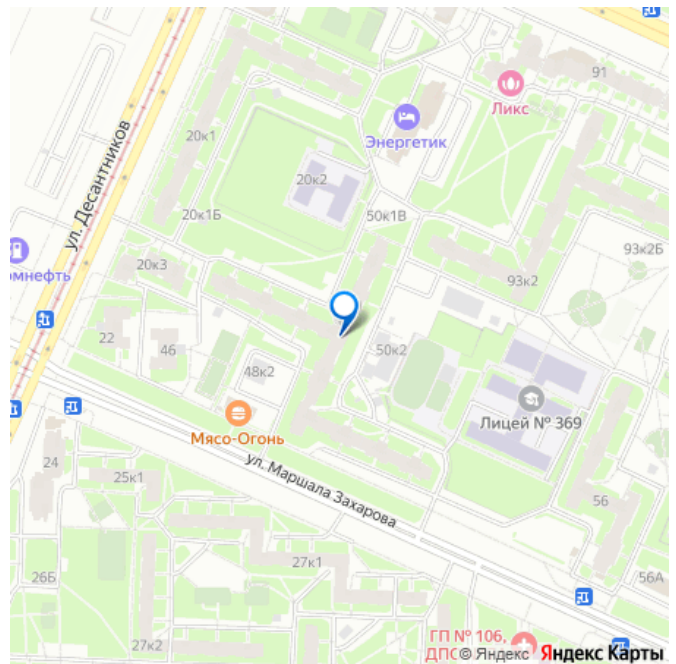 91
Ликс
Энергетик
20к1
ул. Десантников
20к2
20к1Б
50к1В
93к2Б
омнефть
20к3
93к2
22
46
50к2
48к2
Лицей № 369
Мясо-Огонь
24
25к1
ул. Маршала Захарова
56
27к1
26Б
56А
27к2
ГП № 106,
ДПС
© Яндекс Яндекс Карты